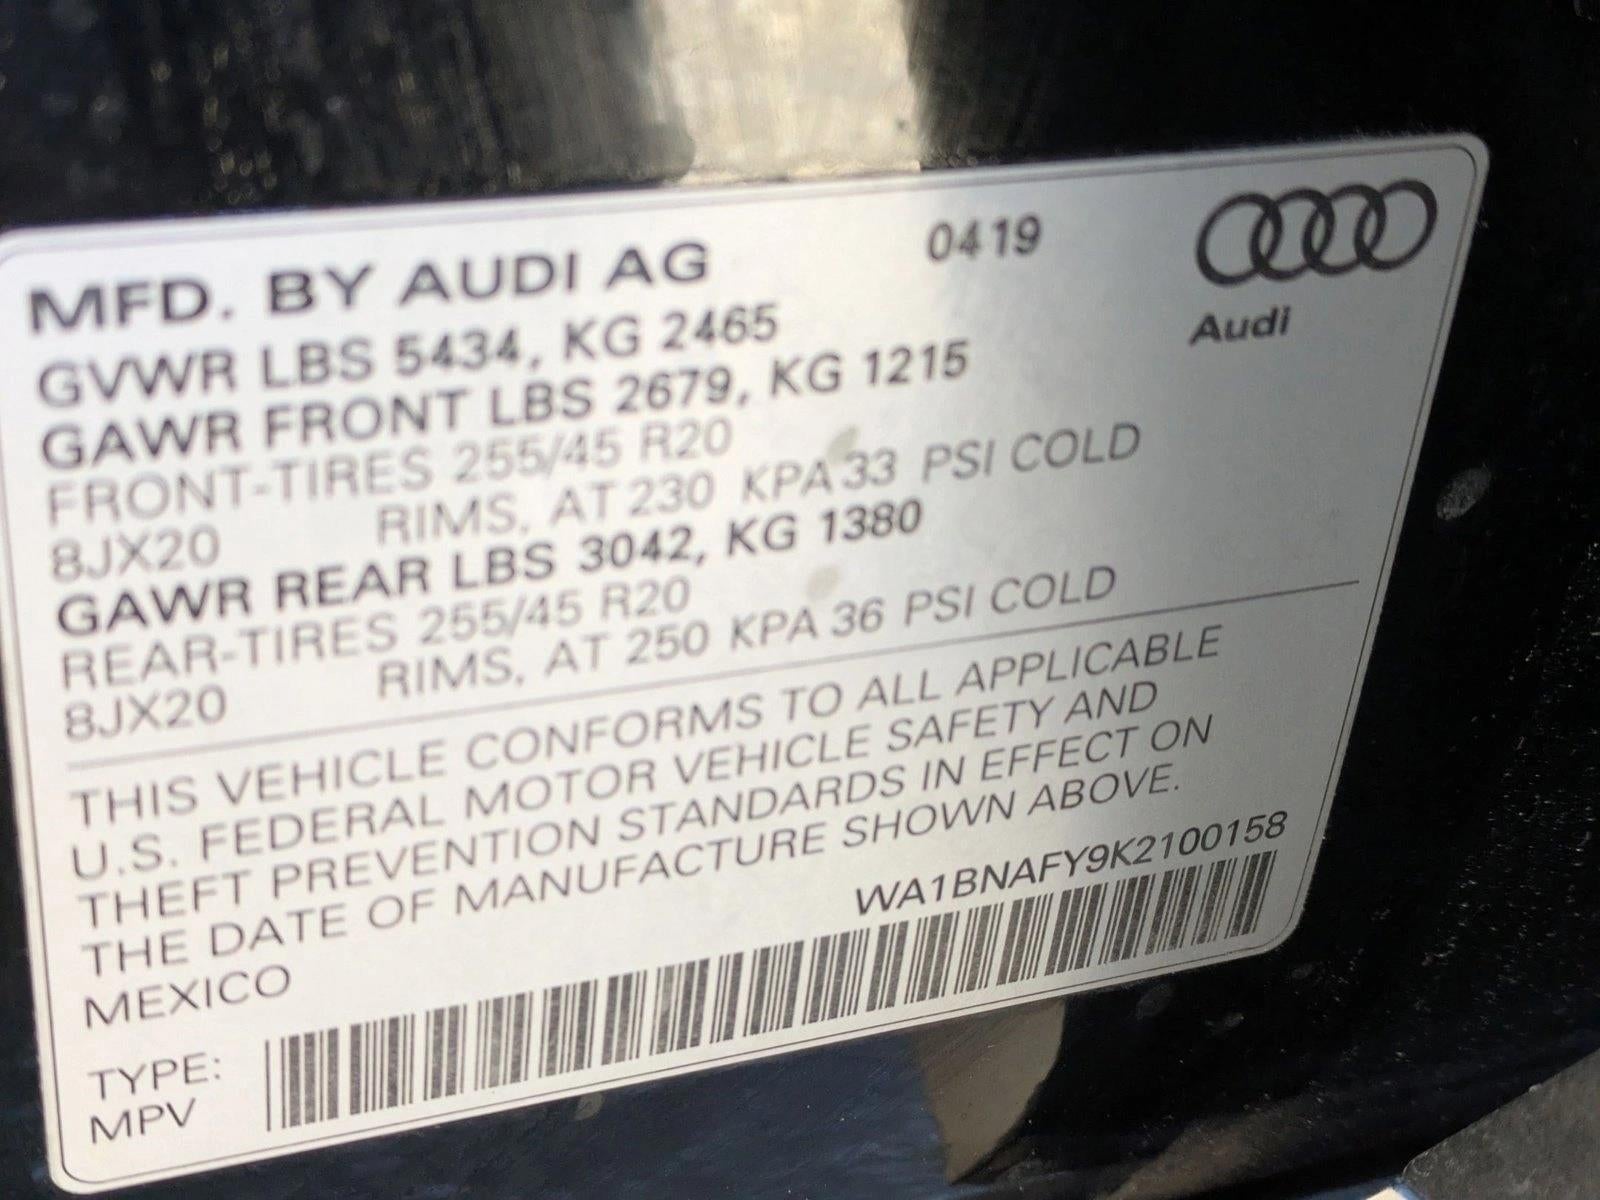 MFD. BY AUDI AG 0419
Audi
GVWR LBS 5434, KG 2465
GAWR FRONT LBS 2679, KG 1215
FRONT-TIRES 255/45 R20
8JX20 RIMS, AT 230 KPA 33 PSI COLD
GAWR REAR LBS 3042, KG 1380
REAR-TIRES 255/45 R20
8JX20 RIMS, AT 250 KPA 36 PSI COLD
THIS VEHICLE CONFORMS TO ALL APPLICABLE
U.S. FEDERAL MOTOR VEHICLE SAFETY AND
THEFT PREVENTION STANDARDS IN EFFECT ON
THE DATE OF MANUFACTURE SHOWN ABOVE.
MEXICO WA1BNAFY9K2100158
TYPE:
MPV